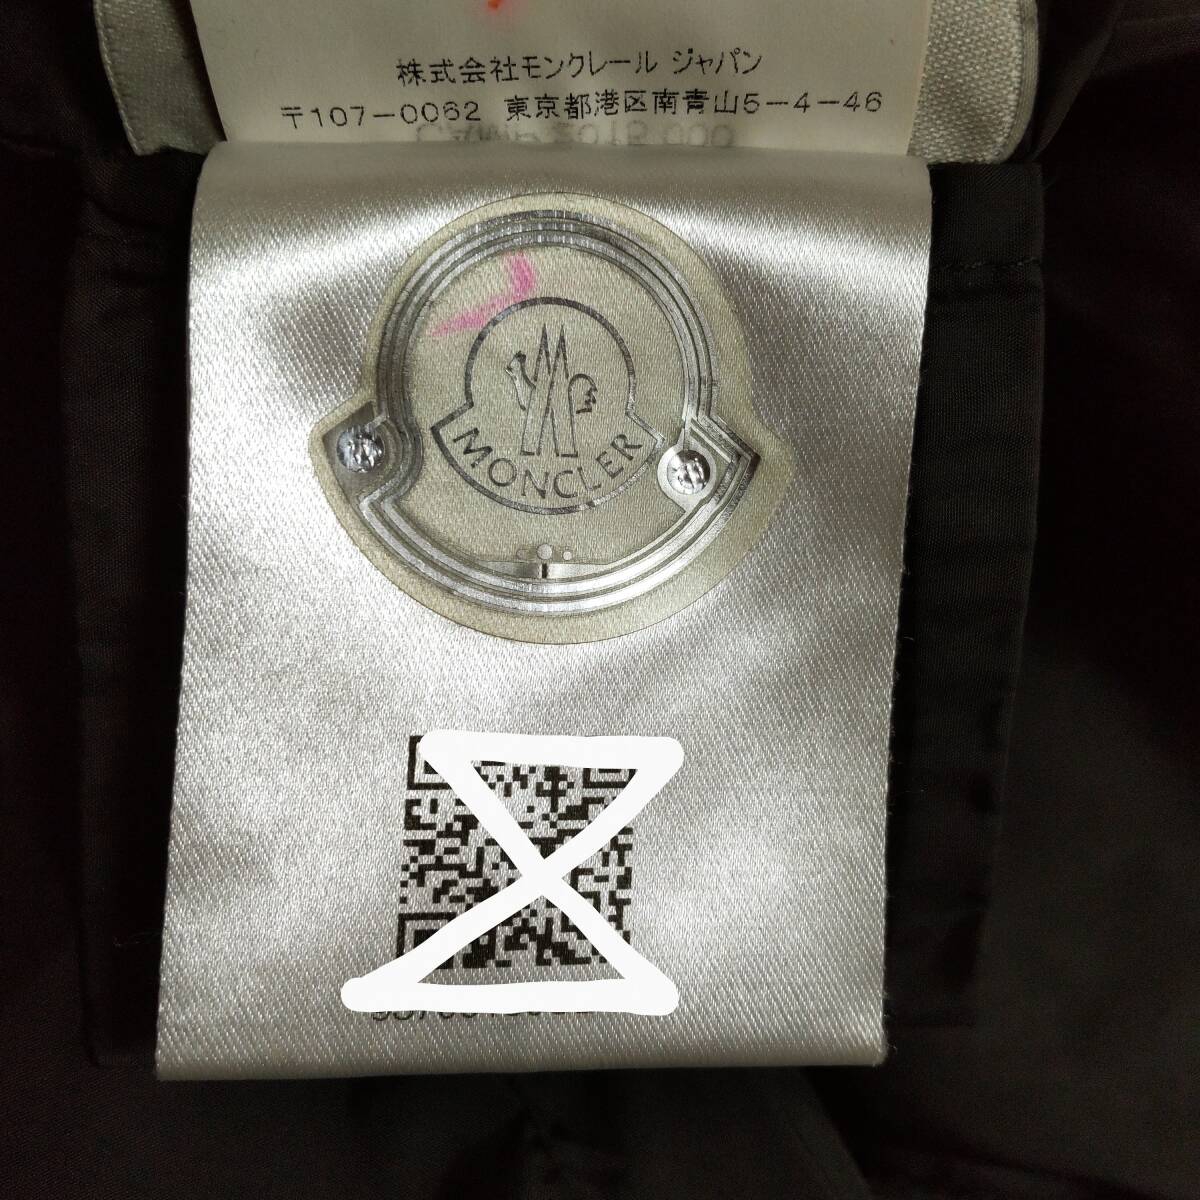 株式会社モンクレール ジャパン
〒107-0062 東京都港区南青山5-4-46
MONCLER